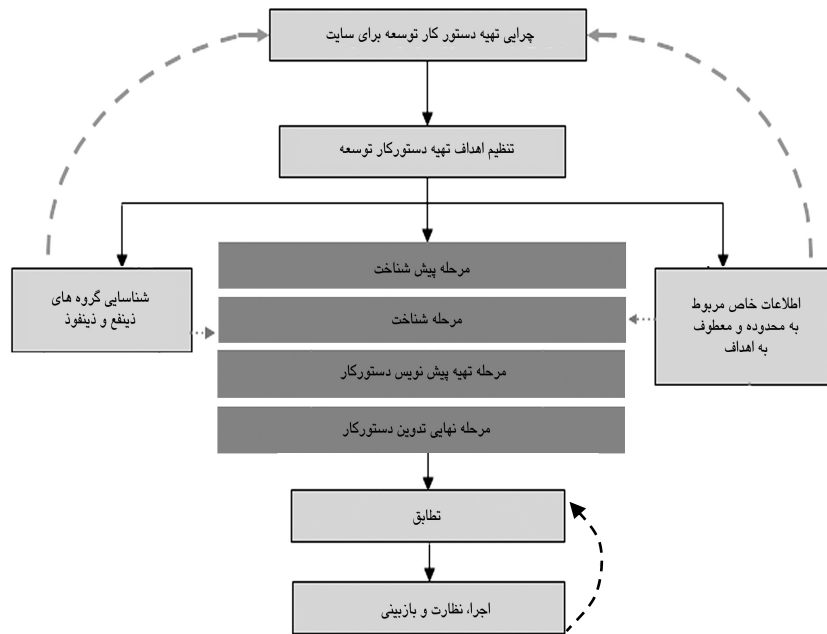 چرایی تهیه دستور کار توسعه برای سایت
تنظیم اهداف تهیه دستورکار توسعه
مرحله پیش شناخت
اطلاعات خاص مربوط
به محدوده و معطوف
به اهداف
شناسایی گروه های
ذینفع و ذینفوذ
مرحله شناخت
مرحله تهیه پیش نویس دستورکار
مرحله نهایی تدوین دستورکار
تطابق
اجرا، نظارت و بازبینی